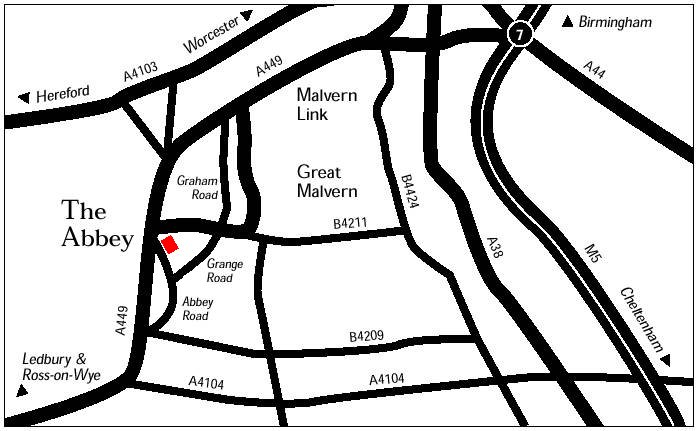 Worcester
7
Birmingham
A4103
A449
A44
Hereford
Malvern
Link
Graham
Road
Great
Malvern
B4424
The
Abbey
B4211
A38
M5
Grange
Road
Cheltenham
Abbey
Road
A449
B4209
Ledbury &
Ross-on-Wye
A4104
A4104